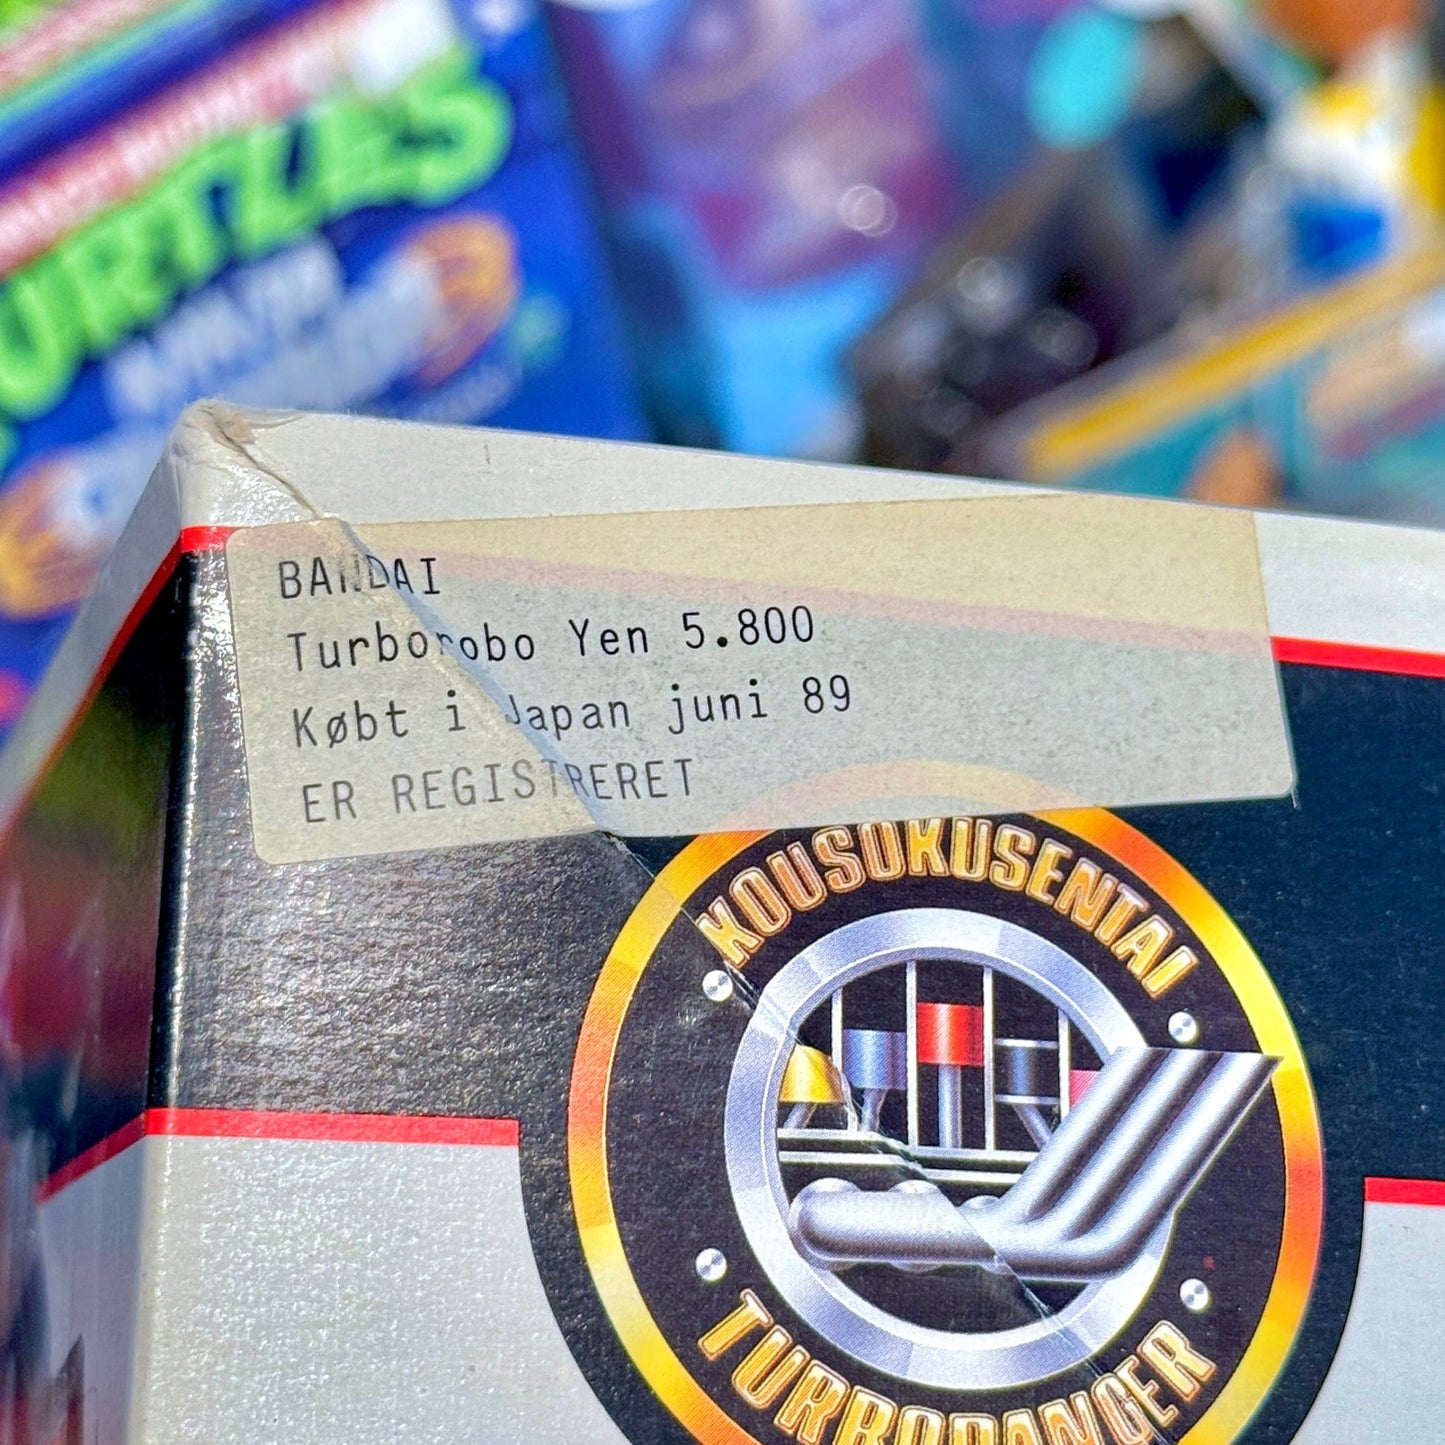 TURTLES
BANDAI
Turborobo Yen 5.800
Købt i Japan juni 89
ER REGISTRERET
KOUSOKUSENTAI
TURBORANGER